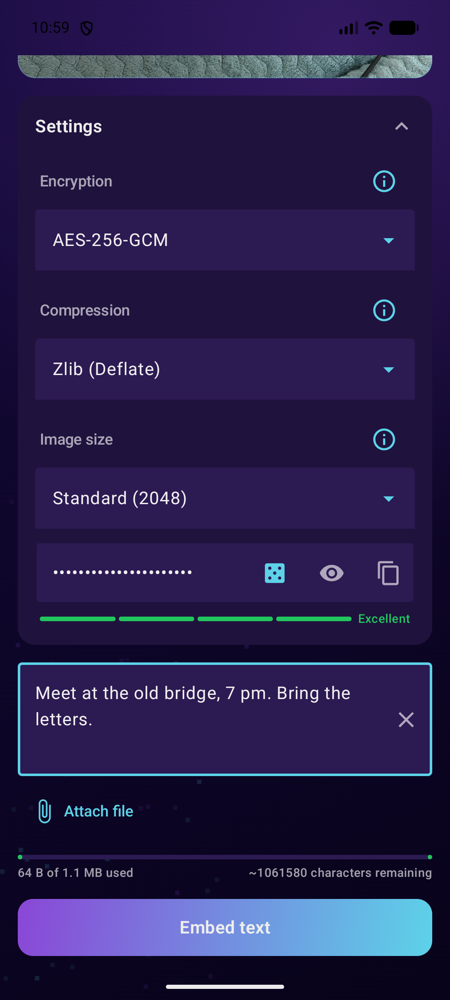 10:59
Settings
Encryption
AES-256-GCM
Compression
Zlib (Deflate)
Image size
Standard (2048)
••••••••••••••••••••••
Excellent
Meet at the old bridge, 7 pm. Bring the
letters.
Attach file
64 B of 1.1 MB used
~1061580 characters remaining
Embed text